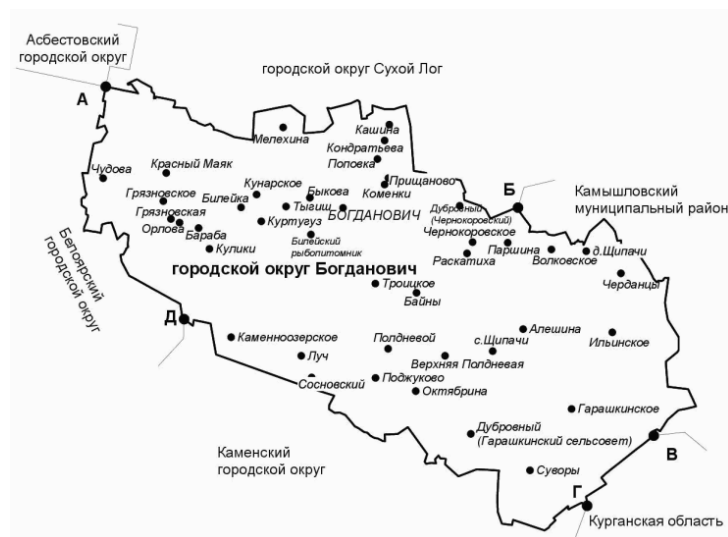 Асбестовский
городской округ
городской округ Сухой Лог
А
Мелехина
Кашина
Кондратьева
Поповка
Чудова
Красный Маяк
Прищаново
Коменки
Грязновское
Билейка
Кунарское
Быкова
Тыгиш
БОГДАНОВИЧ
Дубровный
(Чернокоровский)
Б
Камышловский
муниципальный район
Грязновская
Орлова
Бараба
Куртугуз
Чернокоровское
Кулики
Билейский
рыбопитомник
Раскатиха
Паршина
Волковское
д.Щипачи
Белоярский
городской округ
городской округ Богданович
Черданцы
Троицкое
Байны
Д
Каменноозерское
Полдневой
с.Щипачи
Алешина
Ильинское
Луч
Верхняя Полдневая
Сосновский
Поджуково
Октябрина
Гарашкинское
Дубровный
(Гарашкинский сельсовет)
В
Каменский
городской округ
Суворы
Г
Курганская область